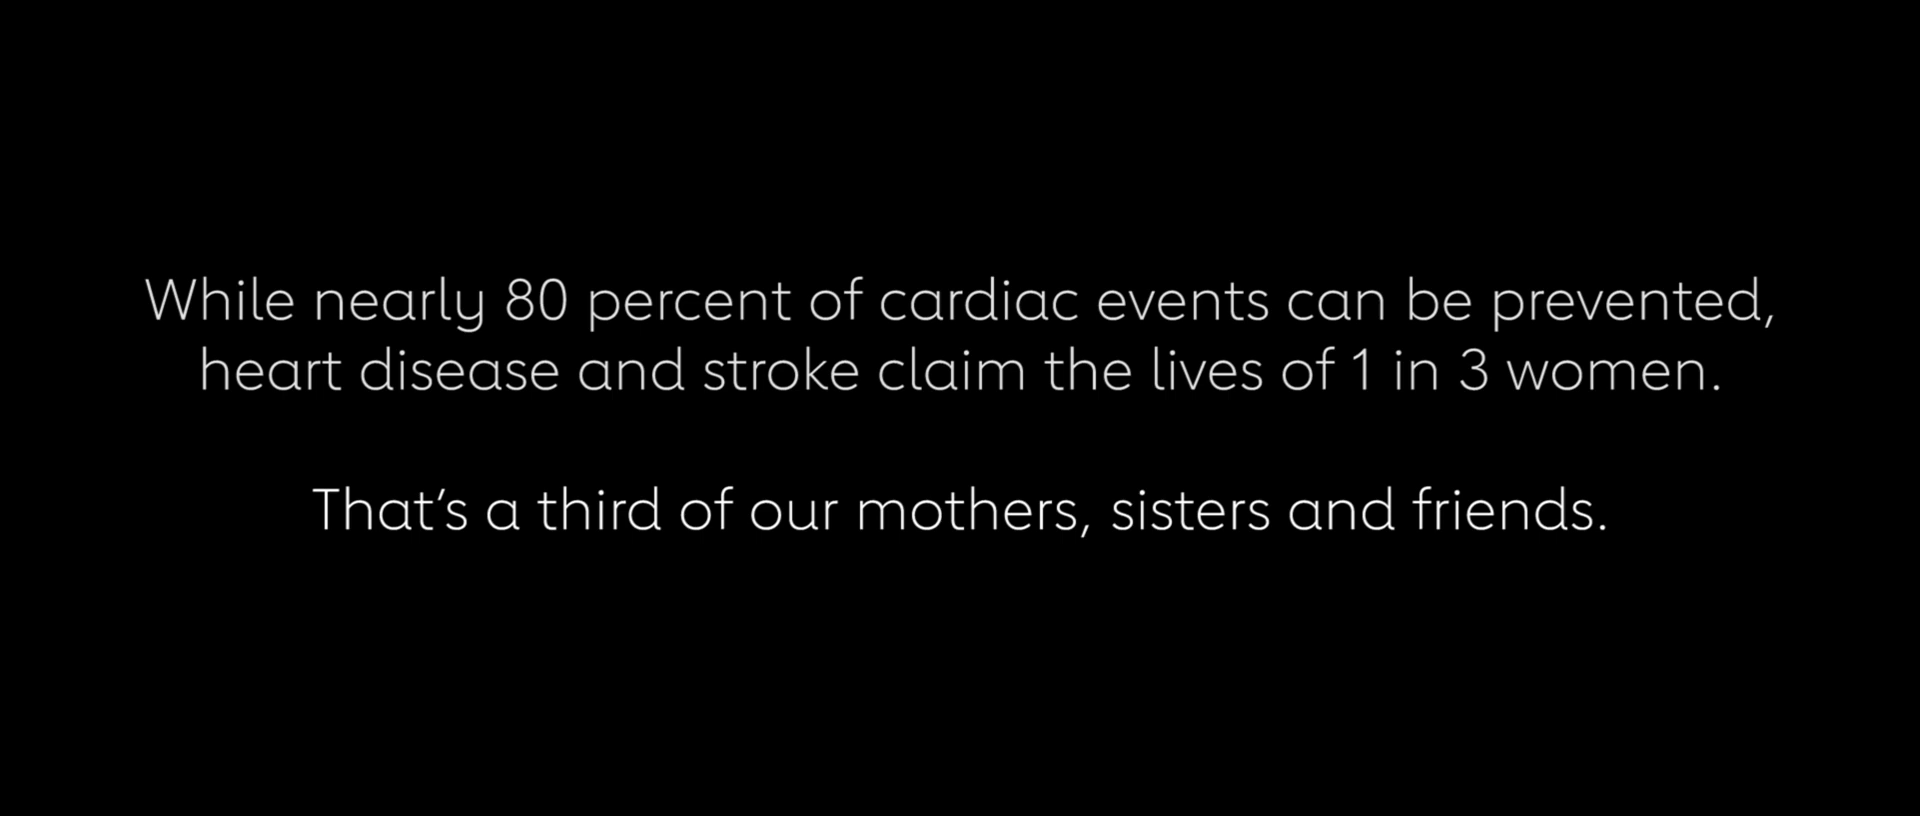 While nearly 80 percent of cardiac events can be prevented,
heart disease and stroke claim the lives of 1 in 3 women.
That’s a third of our mothers, sisters and friends.